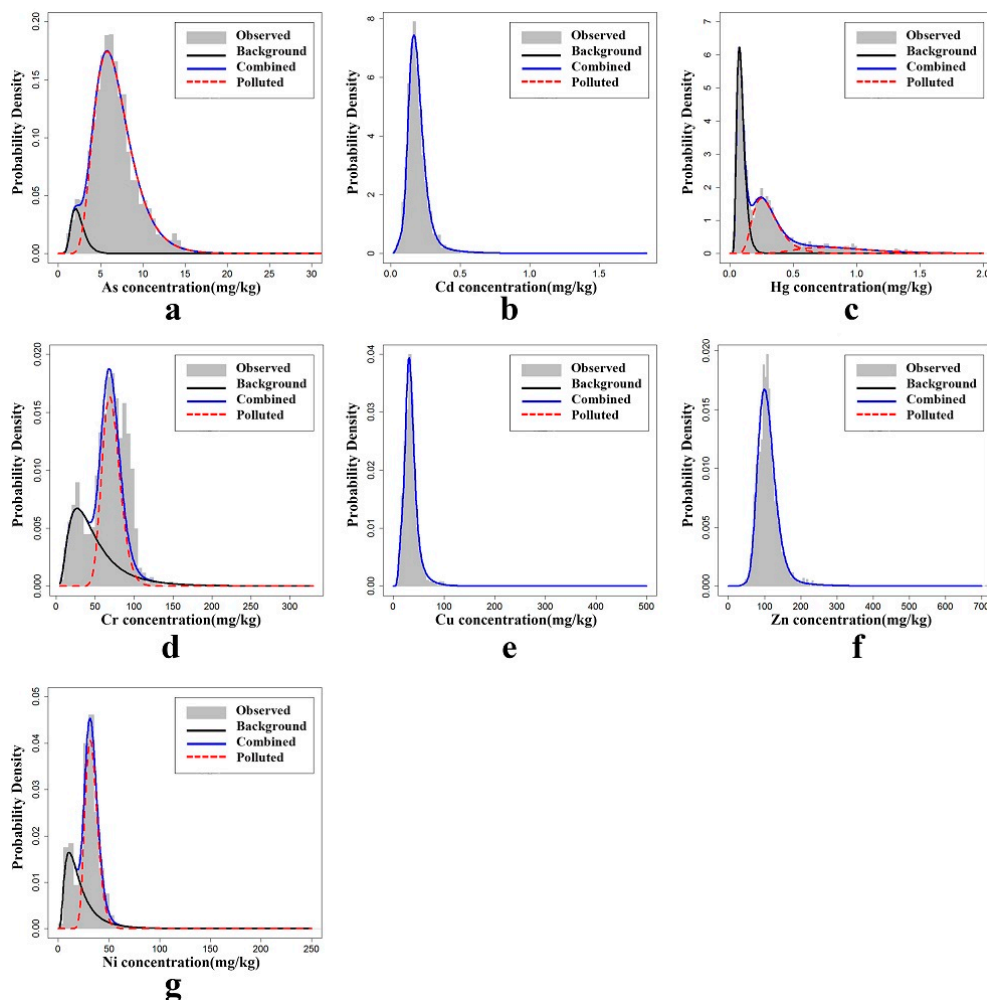 0.20
0.15
0.10
0.05
0.00
Probability Density
Observed
Background
Combined
Polluted
0 5 10 15 20 25 30
As concentration(mg/kg)
a
8
6
4
2
0
Probability Density
Observed
Background
Combined
Polluted
0.0 0.5 1.0 1.5
Cd concentration(mg/kg)
b
7
6
5
4
3
2
1
0
Probability Density
Observed
Background
Combined
Polluted
0.0 0.5 1.0 1.5 2.0
Hg concentration(mg/kg)
c
0.020
0.015
0.010
0.005
0.000
Probability Density
Observed
Background
Combined
Polluted
0 50 100 150 200 250 300
Cr concentration(mg/kg)
d
0.04
0.03
0.02
0.01
0.00
Probability Density
Observed
Background
Combined
Polluted
0 100 200 300 400 500
Cu concentration(mg/kg)
e
0.020
0.015
0.010
0.005
0.000
Probability Density
Observed
Background
Combined
Polluted
0 100 200 300 400 500 600 700
Zn concentration(mg/kg)
f
0.05
0.04
0.03
0.02
0.01
0.00
Probability Density
Observed
Background
Combined
Polluted
0 50 100 150 200 250
Ni concentration(mg/kg)
g